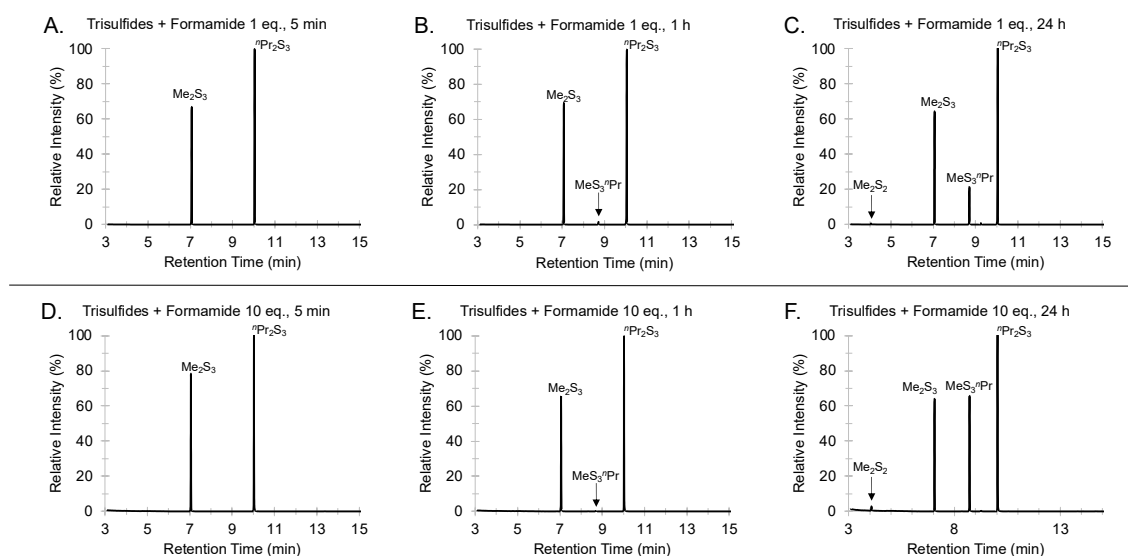 A. Trisulfides + Formamide 1 eq., 5 min
Relative Intensity (%)
100
80
60
40
20
0
Me₂S₃
ⁿPr₂S₃
3 5 7 9 11 13 15
Retention Time (min)
B. Trisulfides + Formamide 1 eq., 1 h
Relative Intensity (%)
100
80
60
40
20
0
Me₂S₃
MeS₃ⁿPr
ⁿPr₂S₃
3 5 7 9 11 13 15
Retention Time (min)
C. Trisulfides + Formamide 1 eq., 24 h
Relative Intensity (%)
100
80
60
40
20
0
Me₂S₂
Me₂S₃
MeS₃ⁿPr
ⁿPr₂S₃
3 5 7 9 11 13 15
Retention Time (min)
D. Trisulfides + Formamide 10 eq., 5 min
Relative Intensity (%)
100
80
60
40
20
0
Me₂S₃
ⁿPr₂S₃
3 5 7 9 11 13 15
Retention Time (min)
E. Trisulfides + Formamide 10 eq., 1 h
Relative Intensity (%)
100
80
60
40
20
0
Me₂S₃
MeS₃ⁿPr
ⁿPr₂S₃
3 5 7 9 11 13 15
Retention Time (min)
F. Trisulfides + Formamide 10 eq., 24 h
Relative Intensity (%)
100
80
60
40
20
0
Me₂S₂
Me₂S₃
MeS₃ⁿPr
ⁿPr₂S₃
3 8 13
Retention Time (min)